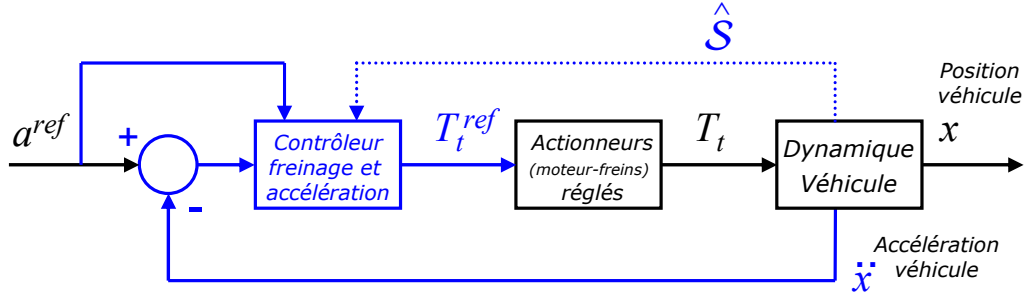 Ŝ
Position
véhicule
x
a^ref
+
-
Contrôleur
freinage et
accélération
T_t^ref
Actionneurs
(moteur-freins)
réglés
T_t
Dynamique
Véhicule
ẍ
Accélération
véhicule